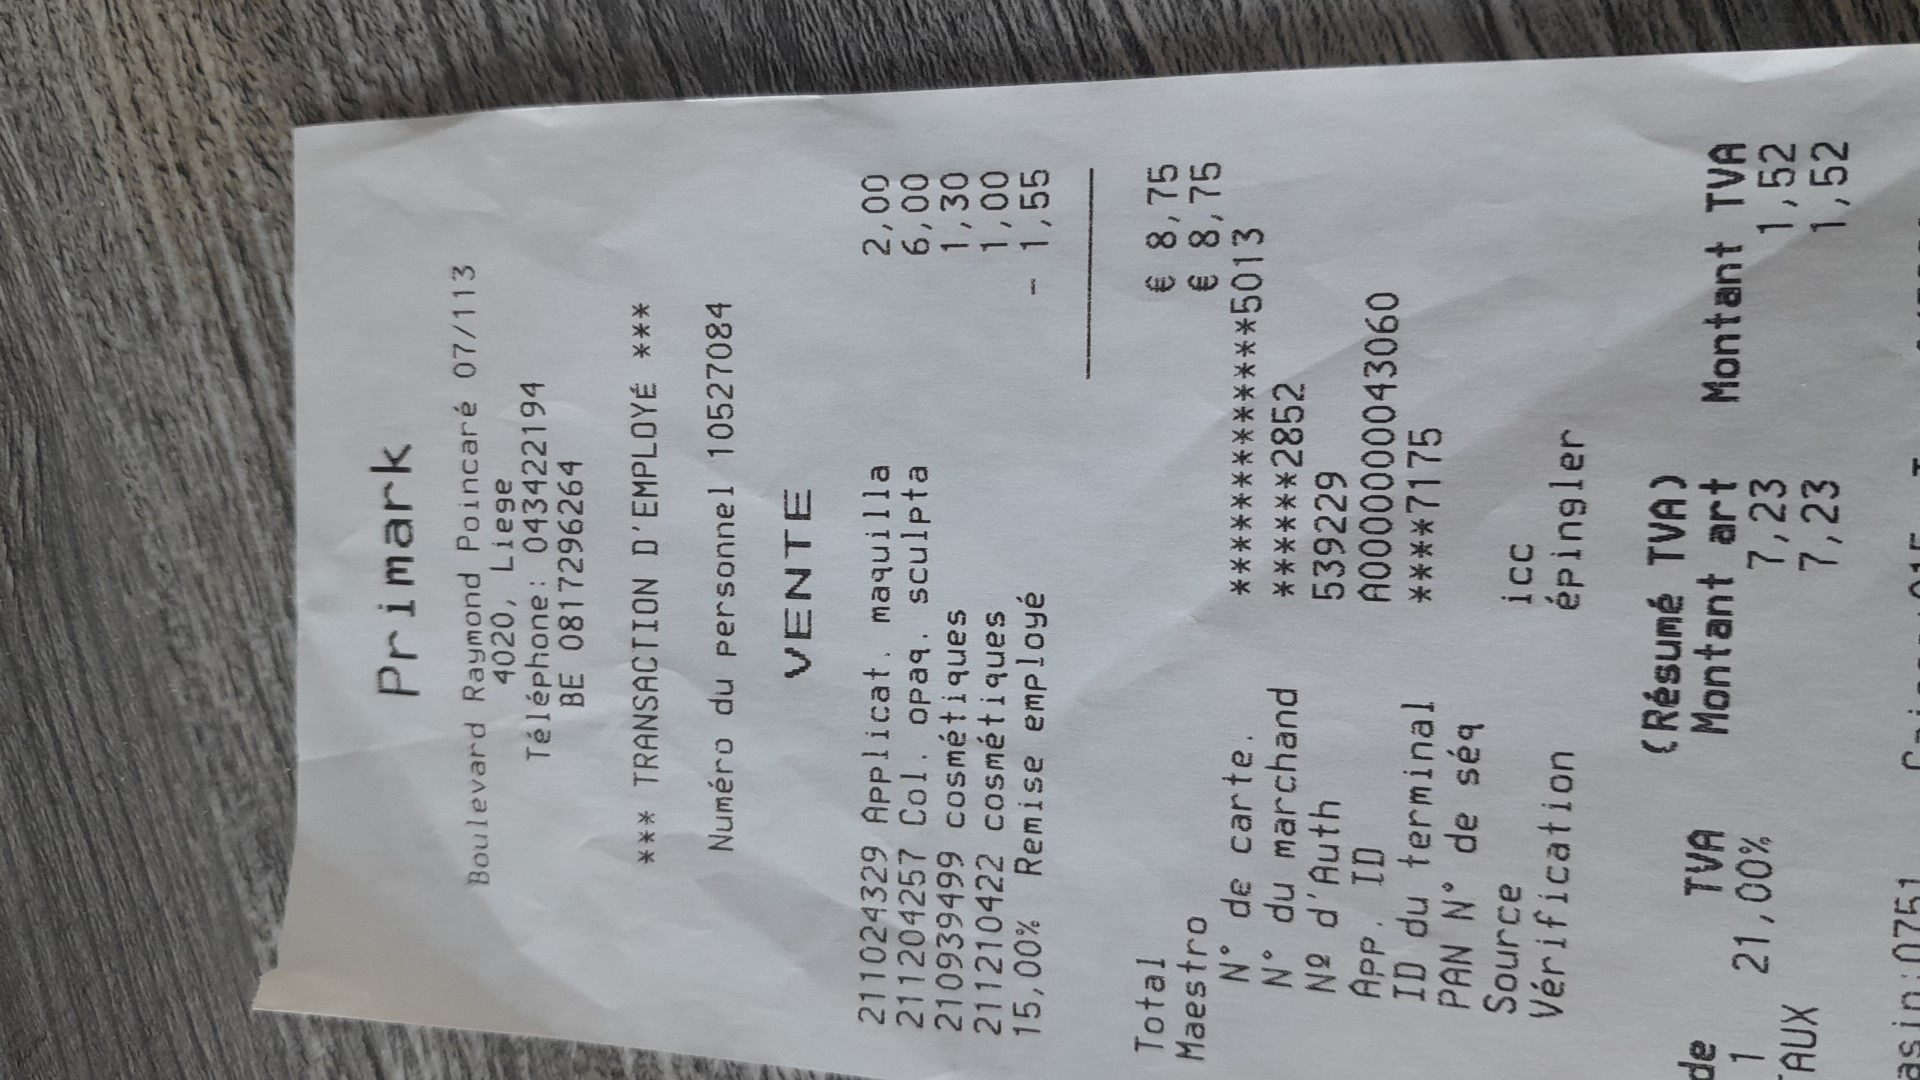 Primark
Boulevard Raymond Poincaré 07/113
4020, Liege
Téléphone: 043422194
BE 0817296264
*** TRANSACTION D'EMPLOYÉ ***
Numéro du personnel 10527084
VENTE
211024329 Applicat. maquilla 2,00
211204257 Col. opaq. sculpta 6,00
210939499 cosmétiques 1,30
211210422 cosmétiques 1,00
15,00% Remise employé - 1,55
Total € 8,75
Maestro € 8,75
N° de carte. ***************5013
N° du marchand ******2852
Nº d'Auth 539229
App. ID A0000000043060
ID du terminal ****7175
PAN N° de séq
Source icc
Vérification épingler
(Résumé TVA)
de TVA Montant art Montant TVA
1 21,00% 7,23 1,52
TAUX 7,23 1,52